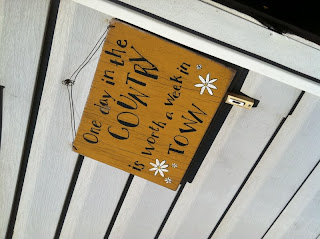 One day in the
COUNTRY
is worth a week in
TOWN